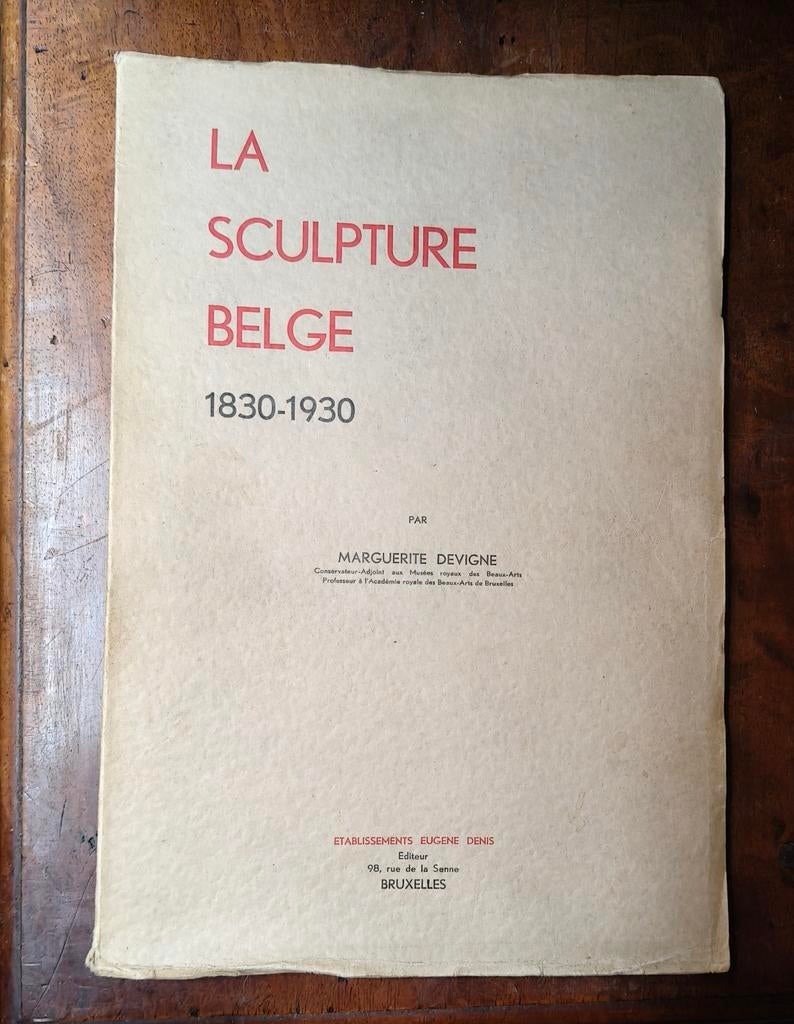 LA
SCULPTURE
BELGE
1830-1930
PAR
MARGUERITE DEVIGNE
Conservateur-Adjoint aux Musées royaux des Beaux-Arts
Professeur à l'Académie royale des Beaux-Arts de Bruxelles
ETABLISSEMENTS EUGENE DENIS
Editeur
98, rue de la Senne
BRUXELLES